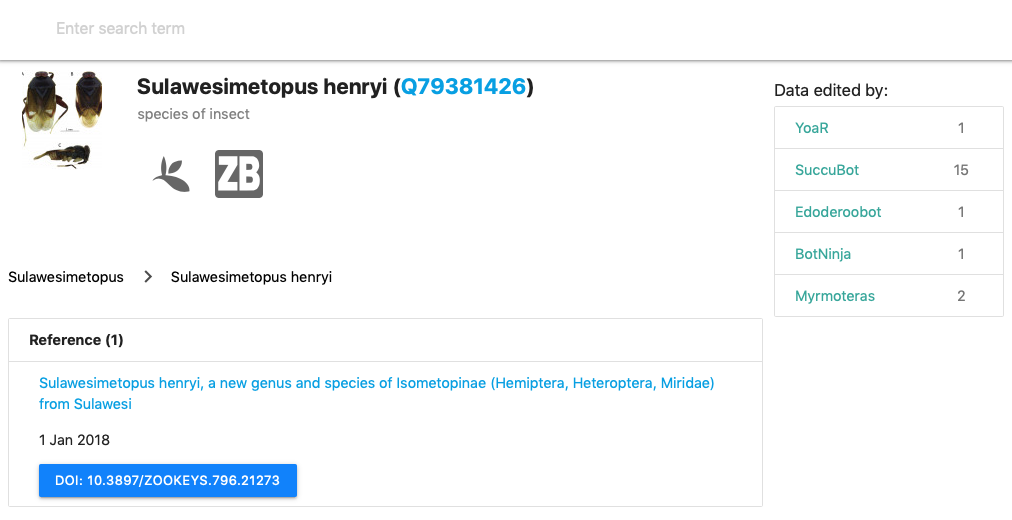 Enter search term
Sulawesimetopus henryi (Q79381426)
species of insect
ZB
Data edited by:
YoaR 1
SuccuBot 15
Edoderoobot 1
BotNinja 1
Myrmoteras 2
Sulawesimetopus > Sulawesimetopus henryi
Reference (1)
Sulawesimetopus henryi, a new genus and species of Isometopinae (Hemiptera, Heteroptera, Miridae)
from Sulawesi
1 Jan 2018
DOI: 10.3897/ZOOKEYS.796.21273